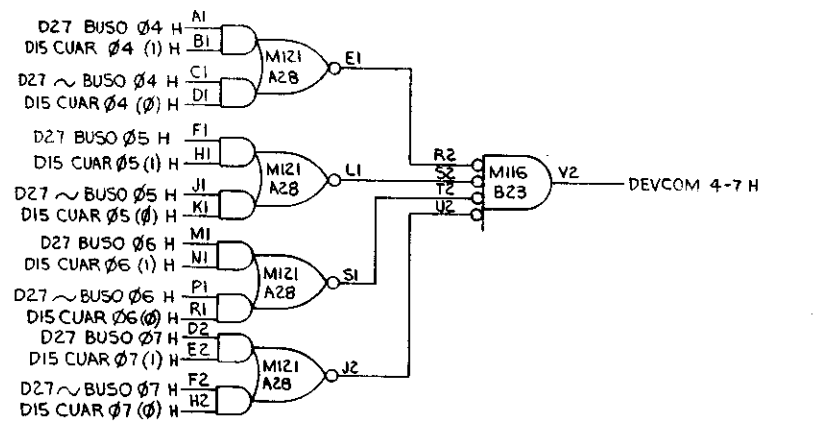 D27 BUSO Ø4 H A1
D15 CUAR Ø4 (1) H B1
D27 ~ BUSO Ø4 H C1
D15 CUAR Ø4 (Ø) H D1
M121
A28
E1
D27 BUSO Ø5 H F1
D15 CUAR Ø5 (1) H H1
D27 ~ BUSO Ø5 H J1
D15 CUAR Ø5 (Ø) H K1
M121
A28
L1
D27 BUSO Ø6 H M1
D15 CUAR Ø6 (1) H N1
D27 ~ BUSO Ø6 H P1
D15 CUAR Ø6 (Ø) H R1
M121
A28
S1
D27 BUSO Ø7 H D2
D15 CUAR Ø7 (1) H E2
D27 ~ BUSO Ø7 H F2
D15 CUAR Ø7 (Ø) H H2
M121
A28
J2
R2
S2
T2
U2
M116
B23
V2
DEVCOM 4-7 H